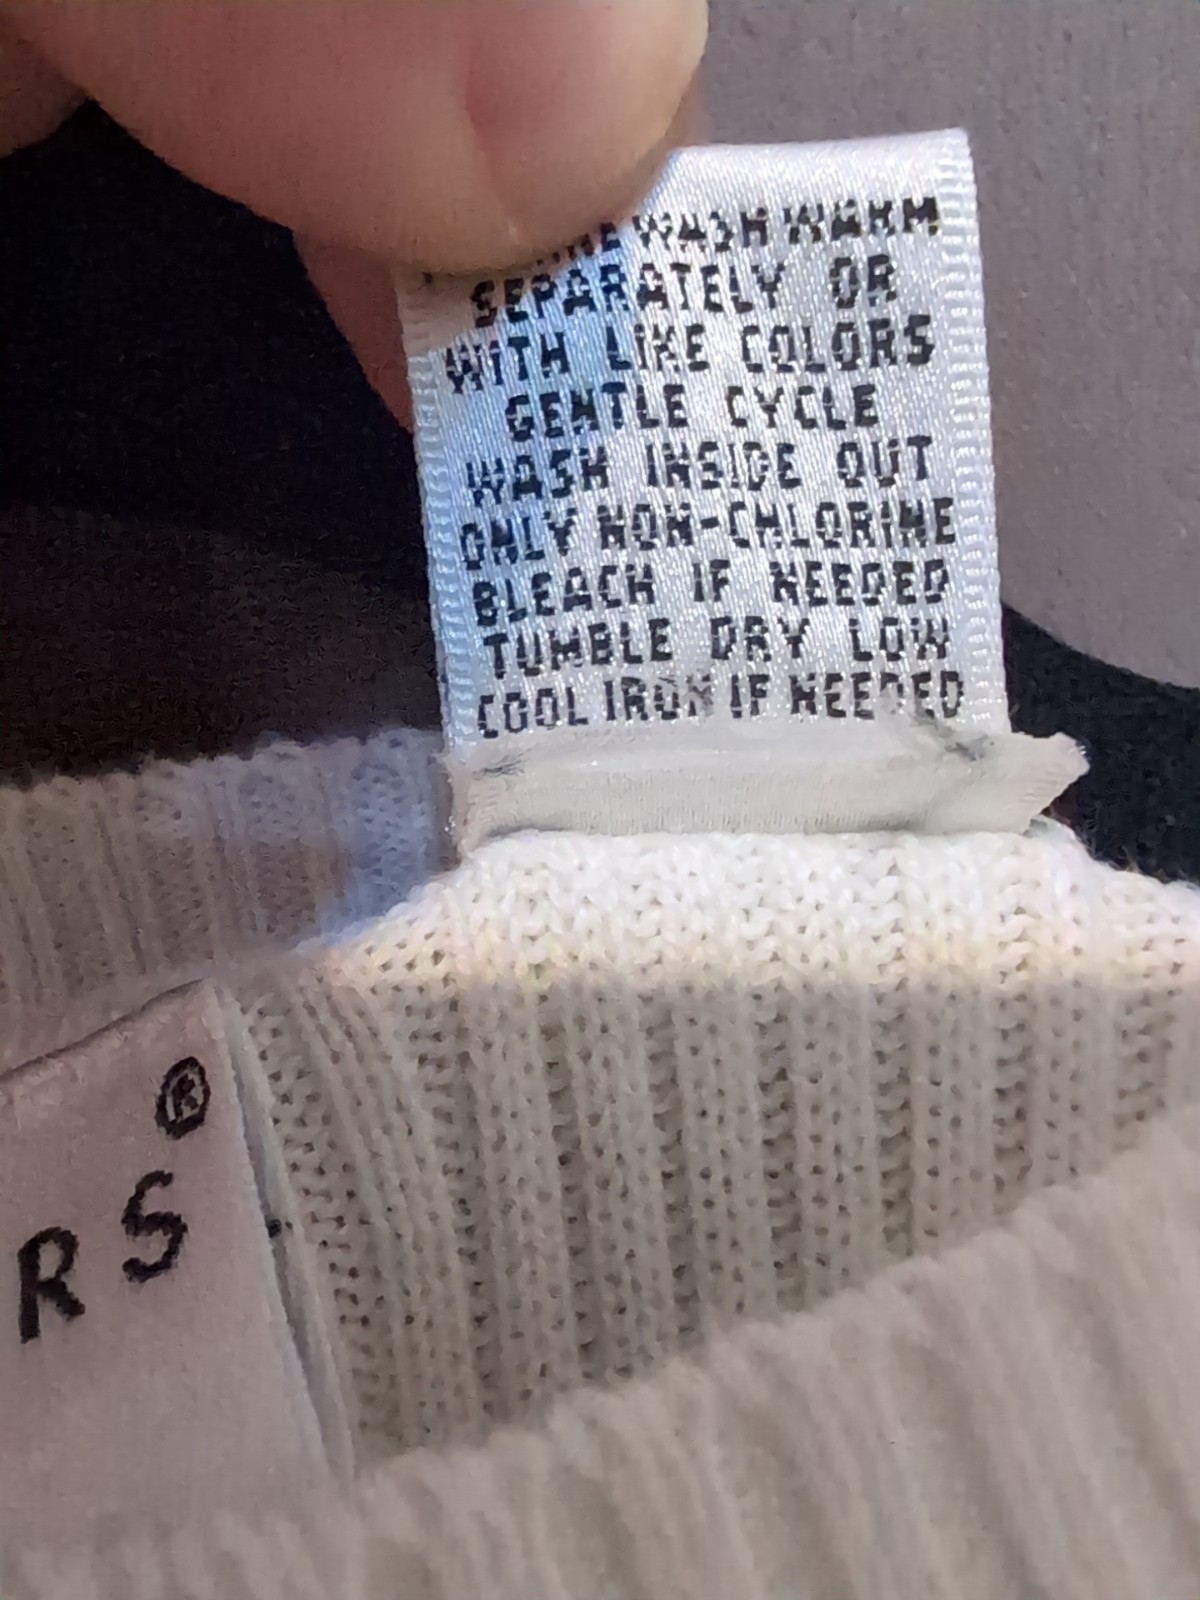 WASH WARM
SEPARATELY OR
WITH LIKE COLORS
GENTLE CYCLE
WASH INSIDE OUT
ONLY NON-CHLORINE
BLEACH IF NEEDED
TUMBLE DRY LOW
COOL IRON IF NEEDED
®
RS